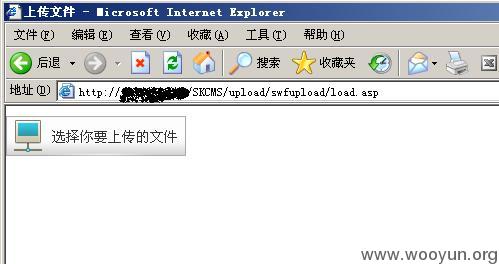 上传文件 - Microsoft Internet Explorer
文件(F) 编辑(E) 查看(V) 收藏(A) 工具(T) 帮助(H)
后退 搜索 收藏夹
地址(D) http:// /SKCMS/upload/swfupload/load.asp
选择你要上传的文件
www.wooyun.org